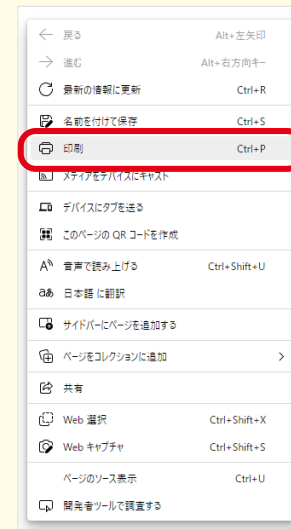 戻る Alt+左矢印
進む Alt+右方向キー
最新の情報に更新 Ctrl+R
名前を付けて保存 Ctrl+S
印刷 Ctrl+P
メディアをデバイスにキャスト
デバイスにタブを送る
このページの QR コードを作成
音声で読み上げる Ctrl+Shift+U
日本語 に翻訳
サイドバーにページを追加する
ページをコレクションに追加
共有
Web 選択 Ctrl+Shift+X
Web キャプチャ Ctrl+Shift+S
ページのソース表示 Ctrl+U
開発者ツールで調査する